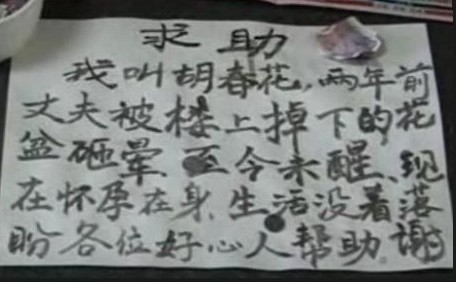 求助
我叫胡春花,两年前
丈夫被楼上掉下的花
盆砸晕、至今未醒、现
在怀孕在身、生活没着落
盼各位好心人帮助。谢